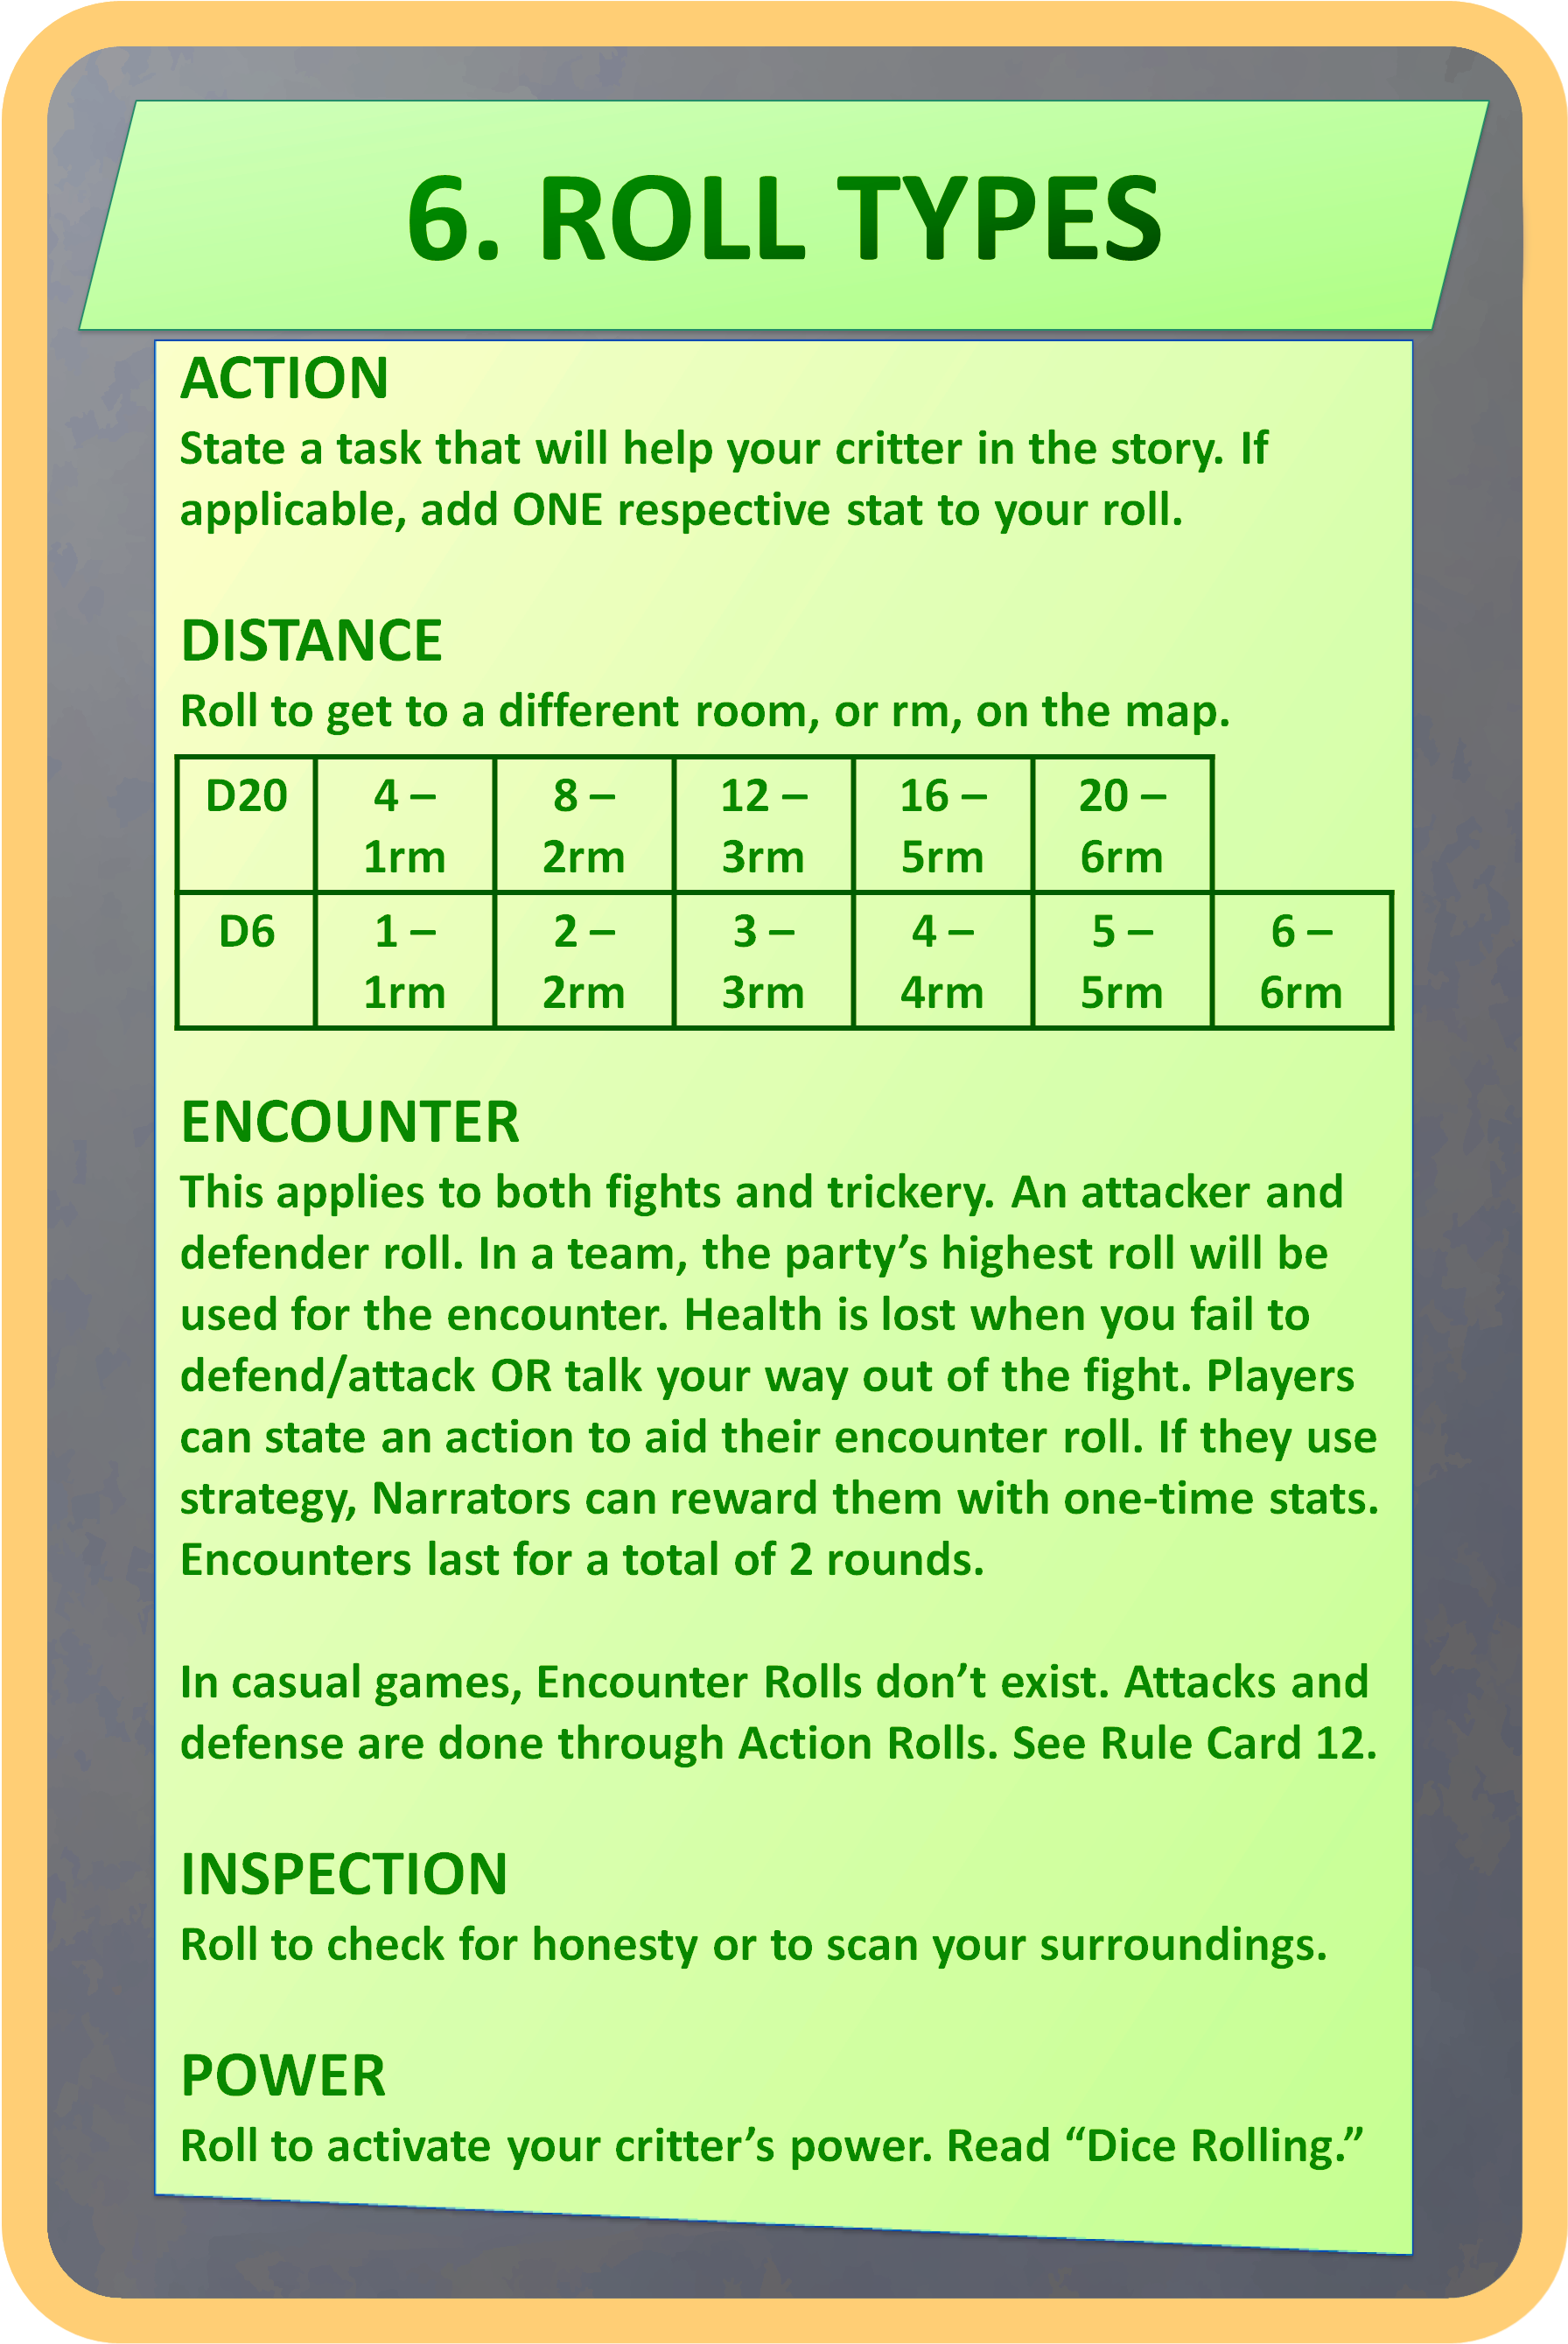 6. ROLL TYPES
ACTION
State a task that will help your critter in the story. If
applicable, add ONE respective stat to your roll.
DISTANCE
Roll to get to a different room, or rm, on the map.
D20 4 – 8 – 12 – 16 – 20 –
1rm 2rm 3rm 5rm 6rm
D6 1 – 2 – 3 – 4 – 5 – 6 –
1rm 2rm 3rm 4rm 5rm 6rm
ENCOUNTER
This applies to both fights and trickery. An attacker and
defender roll. In a team, the party’s highest roll will be
used for the encounter. Health is lost when you fail to
defend/attack OR talk your way out of the fight. Players
can state an action to aid their encounter roll. If they use
strategy, Narrators can reward them with one-time stats.
Encounters last for a total of 2 rounds.
In casual games, Encounter Rolls don’t exist. Attacks and
defense are done through Action Rolls. See Rule Card 12.
INSPECTION
Roll to check for honesty or to scan your surroundings.
POWER
Roll to activate your critter’s power. Read “Dice Rolling.”